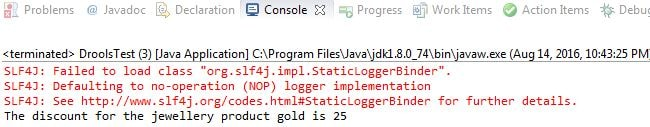 Problems @ Javadoc Declaration Console Progress Work Items Action Items Debug
<terminated> DroolsTest (3) [Java Application] C:\Program Files\Java\jdk1.8.0_74\bin\javaw.exe (Aug 14, 2016, 10:43:25 PM)
SLF4J: Failed to load class "org.slf4j.impl.StaticLoggerBinder".
SLF4J: Defaulting to no-operation (NOP) logger implementation
SLF4J: See http://www.slf4j.org/codes.html#StaticLoggerBinder for further details.
The discount for the jewellery product gold is 25